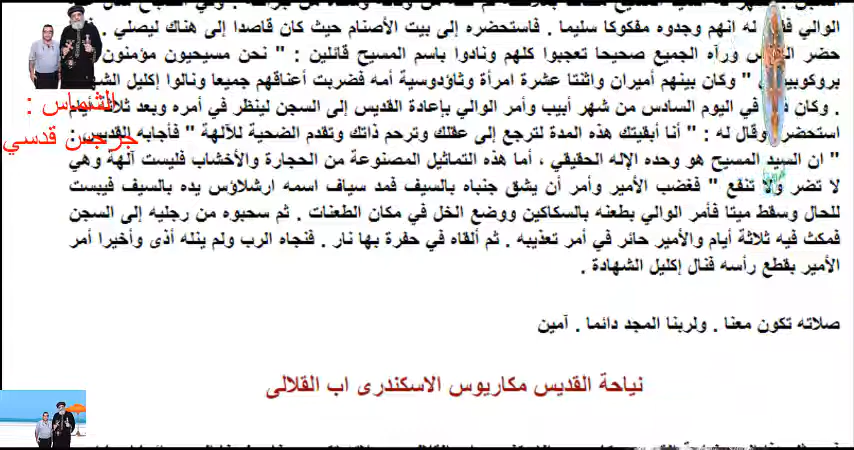 الوالي له انهم وجدوه مفكوكا سليما . فاستحضره إلى بيت الأصنام حيث كان قاصدا إلى هناك ليصلي .
حضر ورآه الجميع صحيحا تعجبوا كلهم ونادوا باسم المسيح قائلين : " نحن مسيحيون مؤمنون
" وكان بينهم أميران واثنتا عشرة امرأة وثاؤدوسية أمه فضربت أعناقهم جميعا ونالوا إكليل
. وكان في اليوم السادس من شهر أبيب وأمر الوالي بإعادة القديس إلى السجن لينظر في أمره وبعد ثلاثة
وقال له : " أنا أبقيتك هذه المدة لترجع إلى عقلك وترحم ذاتك وتقدم الضحية للآلهة " فأجابه القديس :
" ان السيد المسيح هو وحده الإله الحقيقي ، أما هذه التماثيل المصنوعة من الحجارة والأخشاب فليست آلهة وهي
لا تضر ولا تنفع " فغضب الأمير وأمر أن يشق جنباه بالسيف فمد سياف اسمه ارشلاؤس يده بالسيف فيبست
للحال وسقط ميتا فأمر الوالي بطعنه بالسكاكين ووضع الخل في مكان الطعنات . ثم سحبوه من رجليه إلى السجن
فمكث فيه ثلاثة أيام والأمير حائر في أمر تعذيبه . ثم ألقاه في حفرة بها نار . فنجاه الرب ولم ينله أذى وأخيرا أمر
الأمير بقطع رأسه فنال إكليل الشهادة .
صلاته تكون معنا . ولربنا المجد دائما . آمين
نياحة القديس مكاريوس الاسكندرى اب القلالى
الشماس :
جرجس قدسي